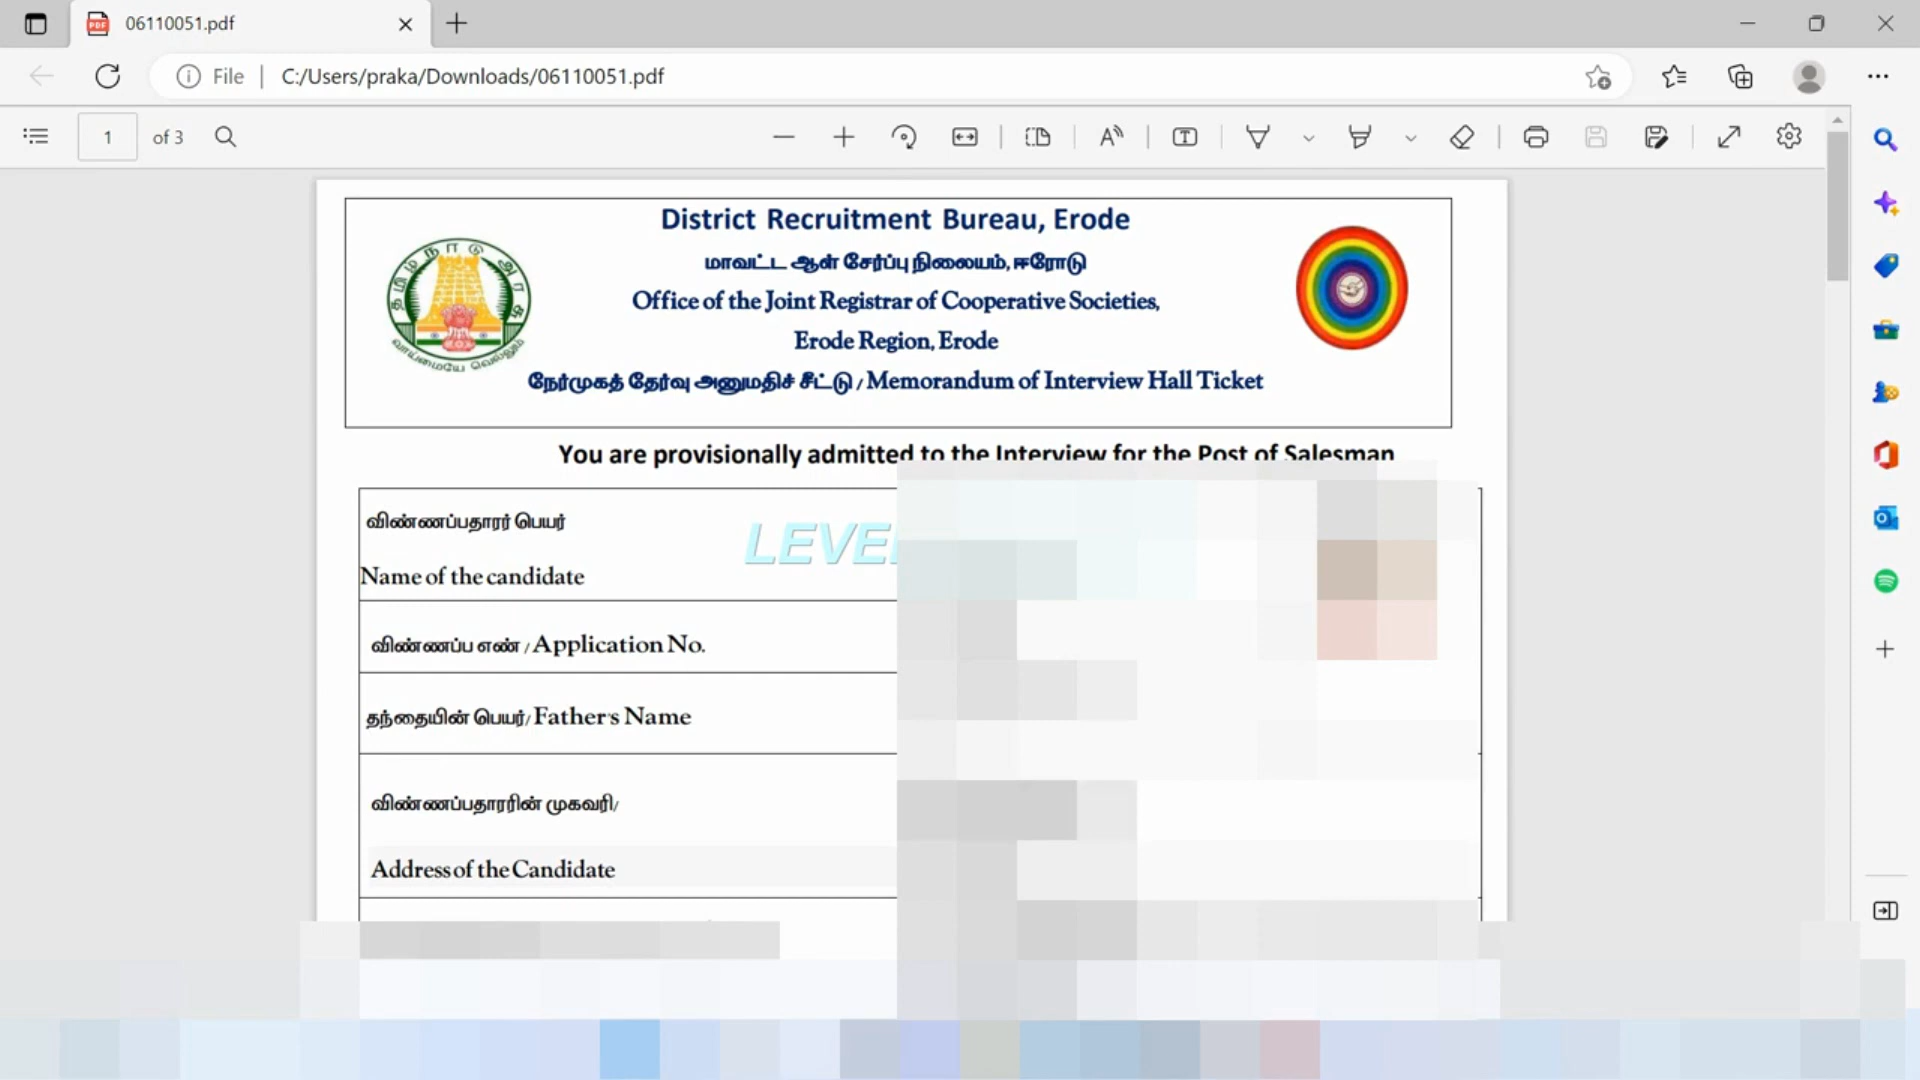 06110051.pdf
File
C:/Users/praka/Downloads/06110051.pdf
1 of 3
District Recruitment Bureau, Erode
மாவட்ட ஆள் சேர்ப்பு நிலையம், ஈரோடு
Office of the Joint Registrar of Cooperative Societies,
Erode Region, Erode
நேர்முகத் தேர்வு அனுமதிச் சீட்டு / Memorandum of Interview Hall Ticket
தமிழ்நாடு அரசு
வாய்மையே வெல்லும்
You are provisionally admitted to the Interview for the Post of Salesman
விண்ணப்பதாரர் பெயர்
Name of the candidate
விண்ணப்ப எண் / Application No.
தந்தையின் பெயர்/ Father's Name
விண்ணப்பதாரரின் முகவரி/
Address of the Candidate